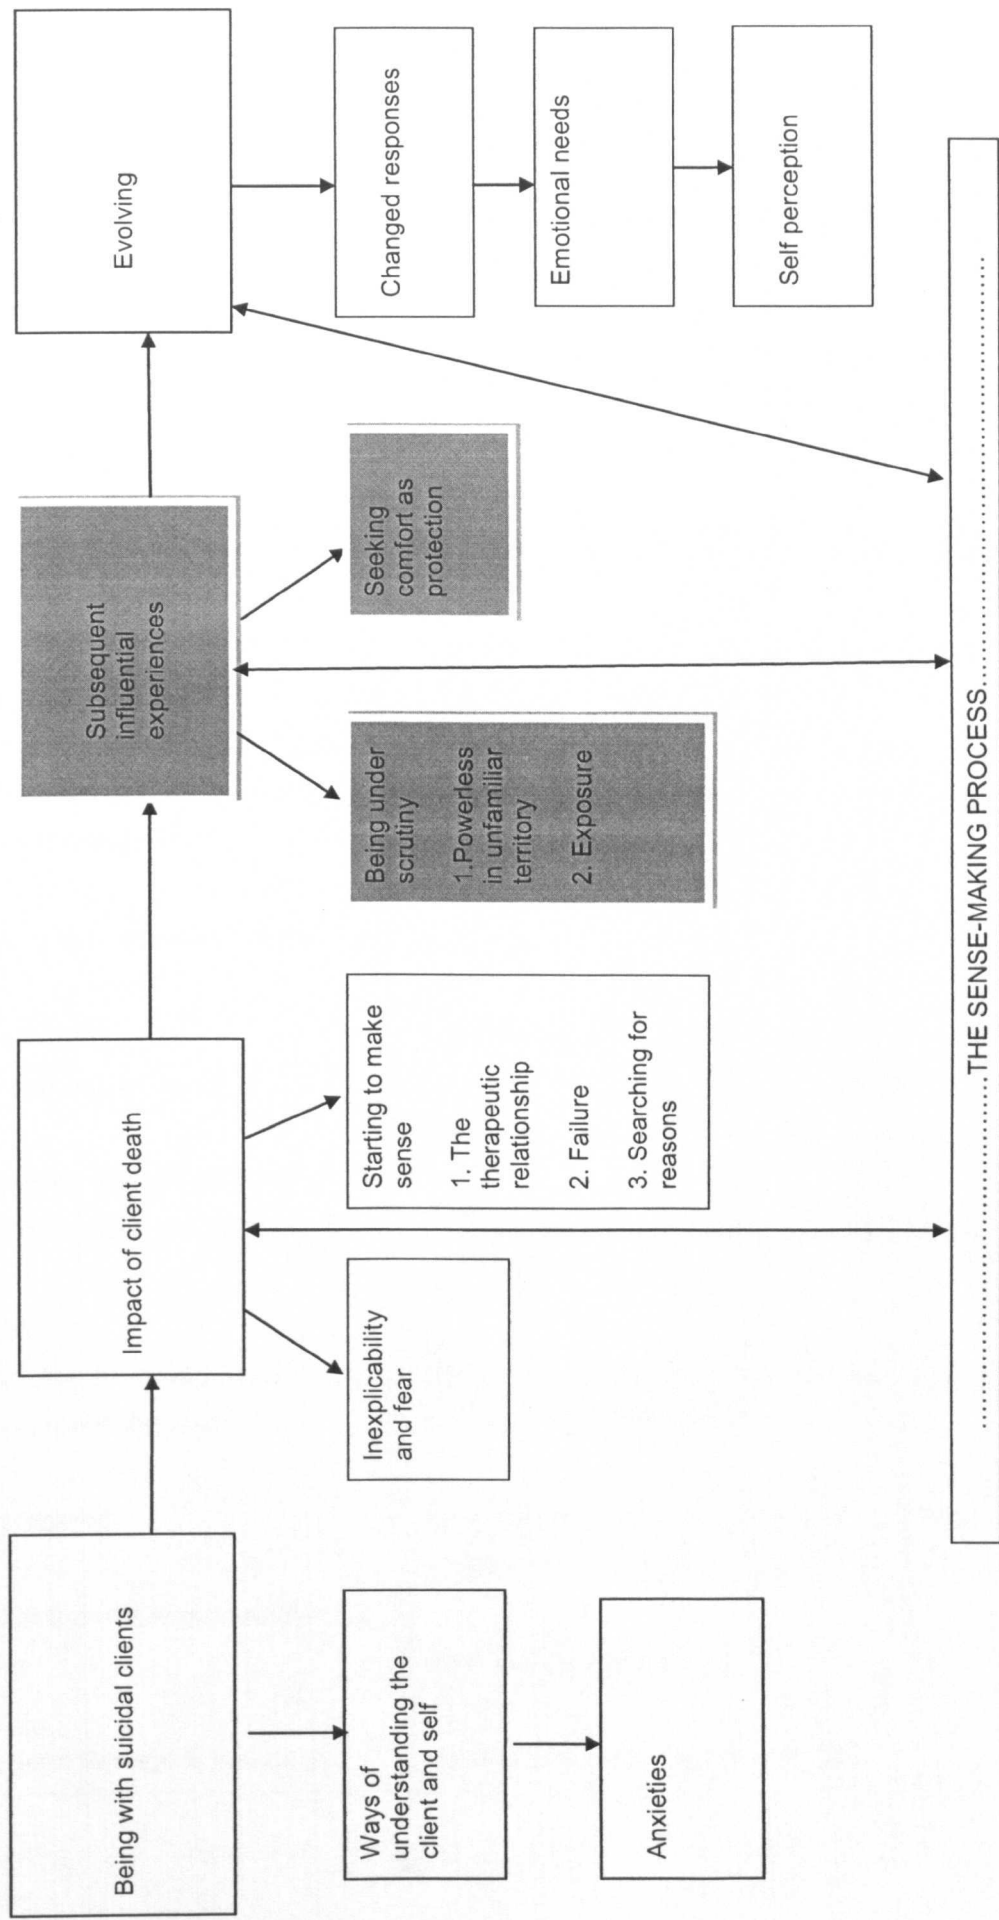 Being with suicidal clients
Ways of
understanding the
client and self
Anxieties
Impact of client death
Inexplicability
and fear
Starting to make
sense
1. The
therapeutic
relationship
2. Failure
3. Searching for
reasons
Subsequent
influential
experiences
Being under
scrutiny
1.Powerless
in unfamiliar
territory
2. Exposure
Seeking
comfort as
protection
Evolving
Changed responses
Emotional needs
Self perception
...............................................THE SENSE-MAKING PROCESS.......................................................